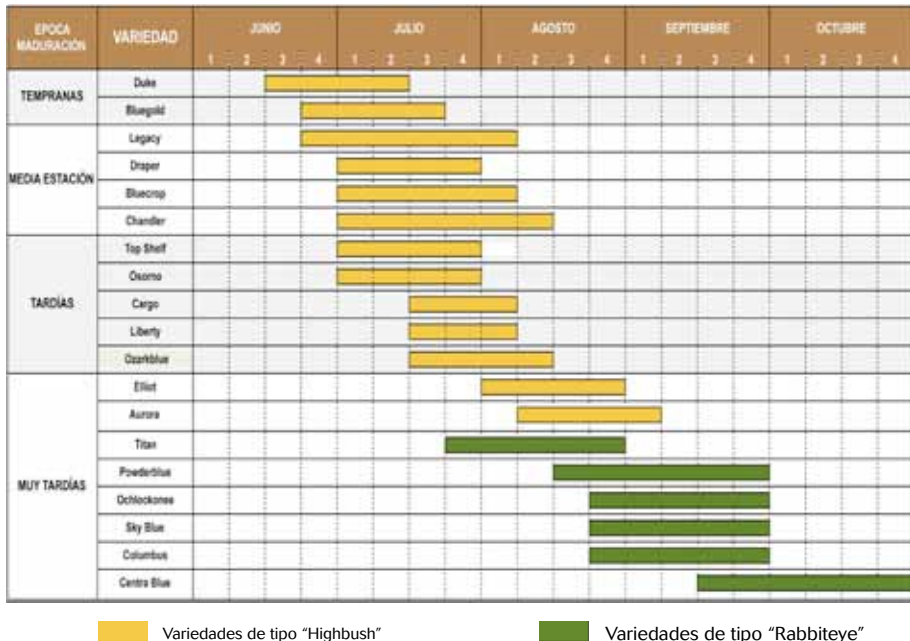 EPOCA MADURACIÓN VARIEDAD JUNIO JULIO AGOSTO SEPTIEMBRE OCTUBRE
1 2 3 4 1 2 3 4 1 2 3 4 1 2 3 4 1 2 3 4
TEMPRANAS
Duke
Bluegold
MEDIA ESTACIÓN
Legacy
Draper
Bluecrop
Chandler
TARDÍAS
Top Shelf
Osorno
Cargo
Liberty
Ozarkblue
MUY TARDÍAS
Elliot
Aurora
Titan
Powderblue
Ochlockonee
Sky Blue
Columbus
Centra Blue
Variedades de tipo "Highbush"
Variedades de tipo "Rabbiteye"